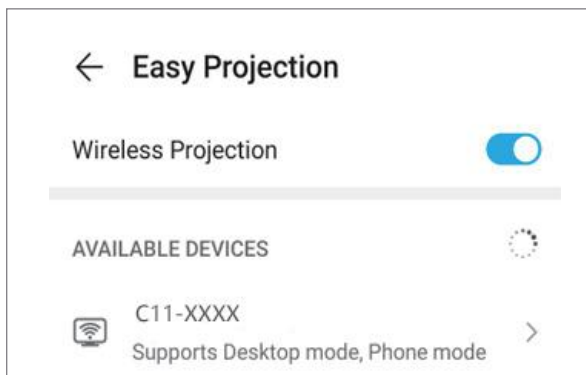 Easy Projection
Wireless Projection
AVAILABLE DEVICES
C11-XXXX
Supports Desktop mode, Phone mode